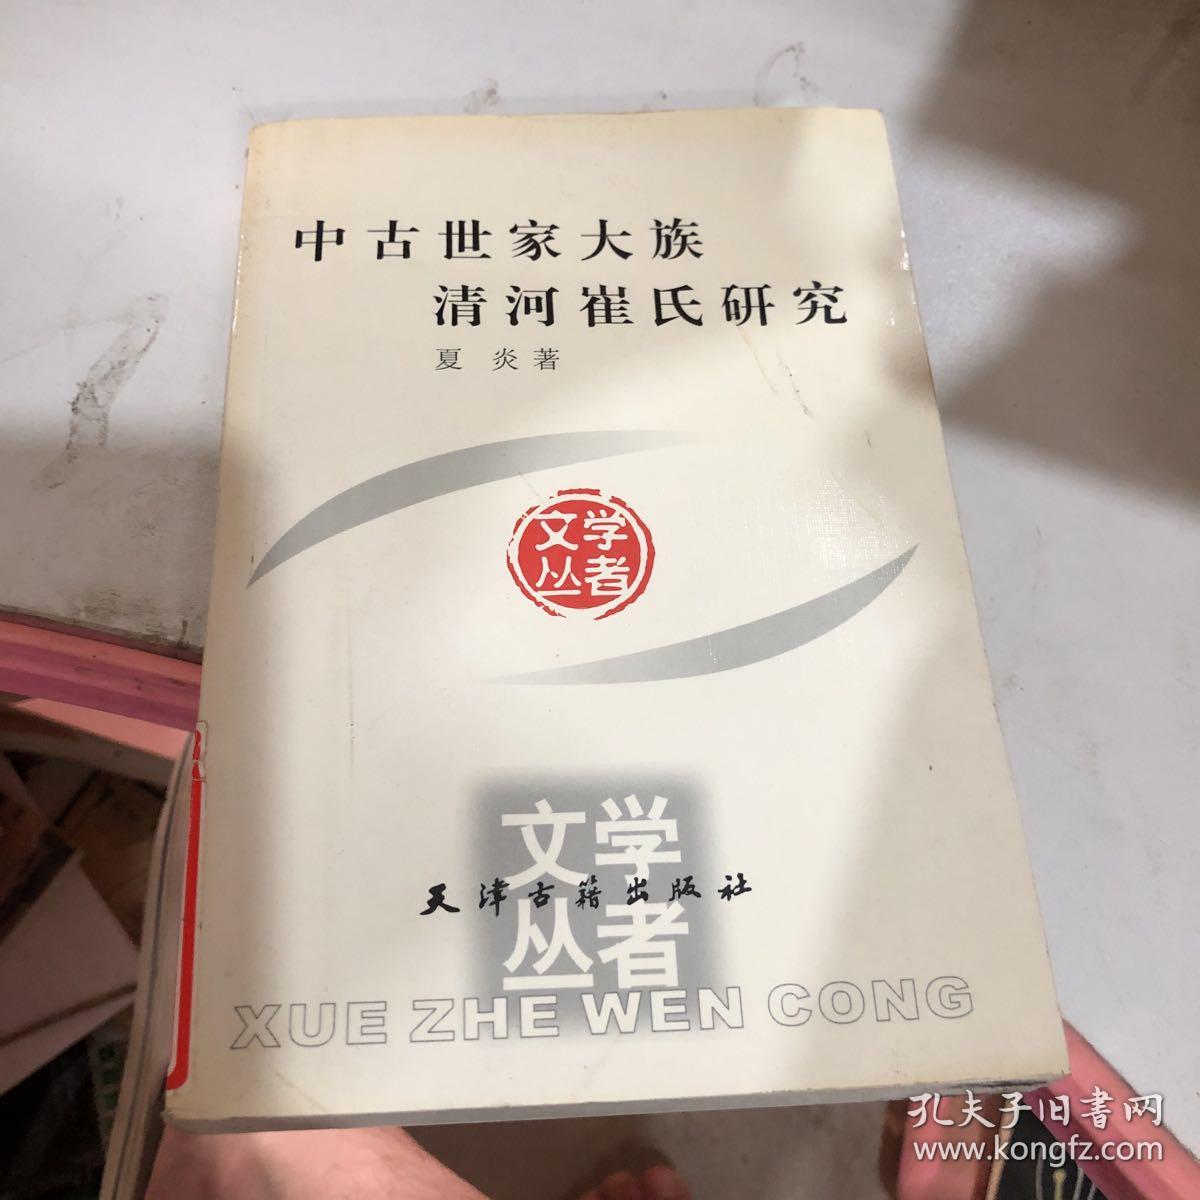 中古世家大族
清河崔氏研究
夏炎著
文学
丛者
文学
丛者
天津古籍出版社
XUE ZHE WEN CONG
孔夫子旧书网
www.kongfz.com